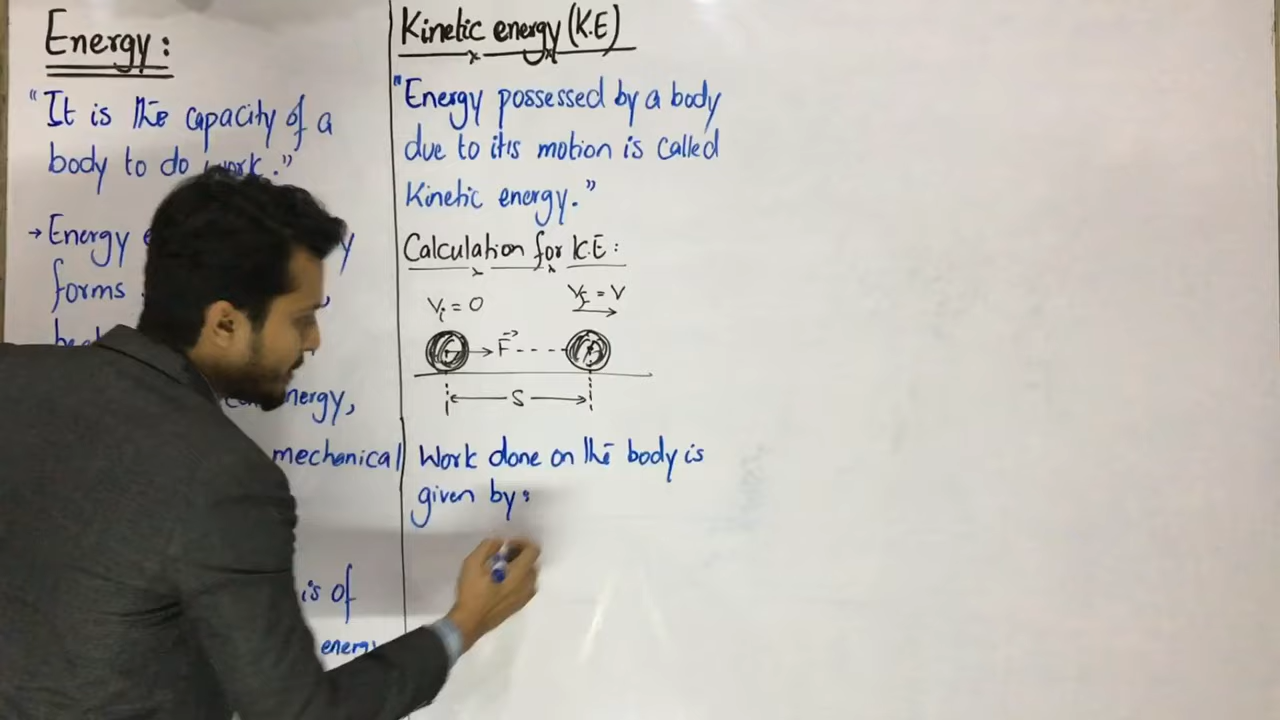 Energy:
"It is the capacity of a
body to do work."
→ Energy
forms
energy,
mechanical
is of
energy
Kinetic energy (K.E)
"Energy possessed by a body
due to it's motion is called
Kinetic energy."
Calculation for K.E:
Vi = 0
Vf = V
F
S
Work done on the body is
given by: